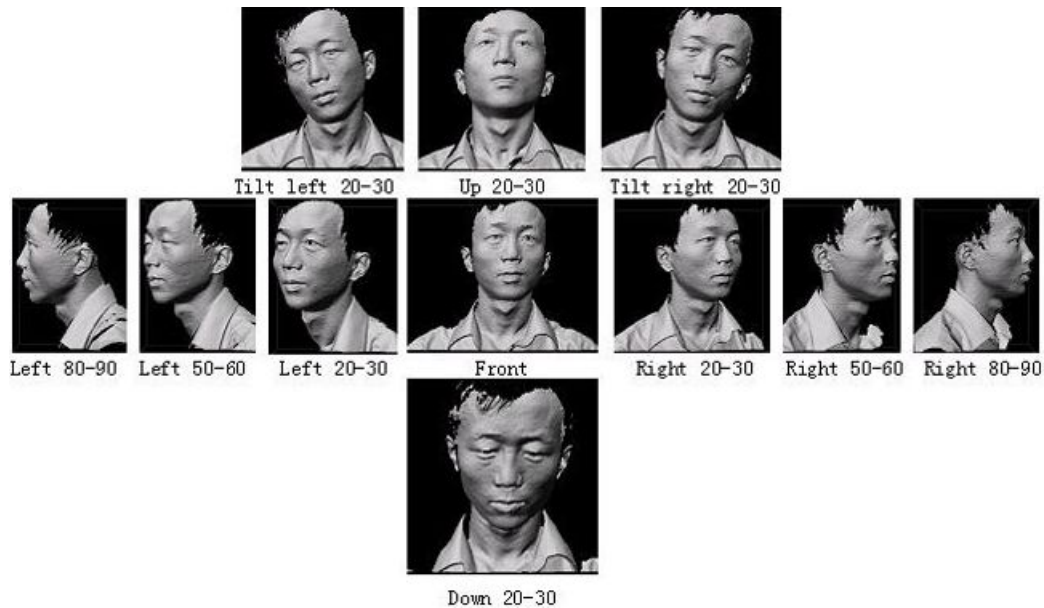 Tilt left 20-30
Up 20-30
Tilt right 20-30
Left 80-90
Left 50-60
Left 20-30
Front
Right 20-30
Right 50-60
Right 80-90
Down 20-30